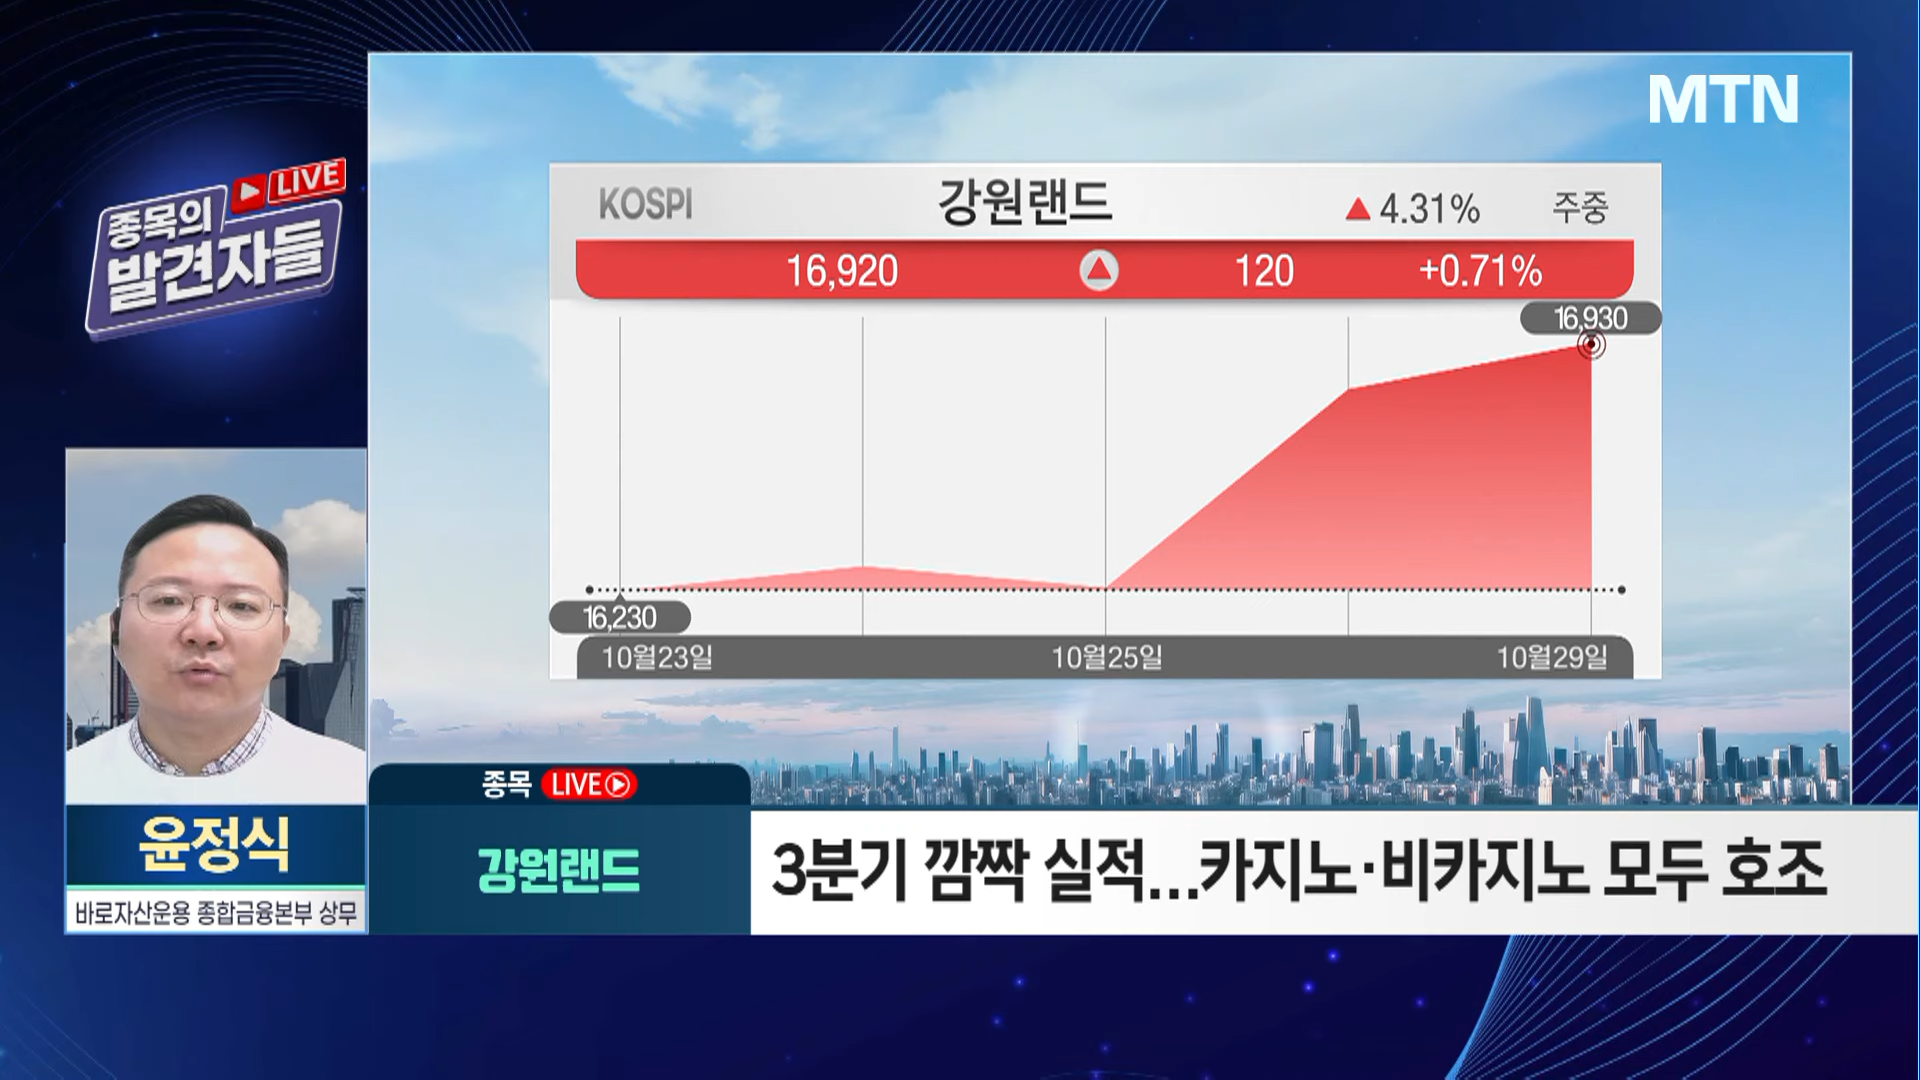 MTN
종목의 LIVE
발견자들
KOSPI 강원랜드 ▲4.31% 주중
16,920 ▲ 120 +0.71%
16,930
16,230
10월23일 10월25일 10월29일
종목 LIVE
강원랜드
3분기 깜짝 실적...카지노·비카지노 모두 호조
윤정식
바로자산운용 종합금융본부 상무